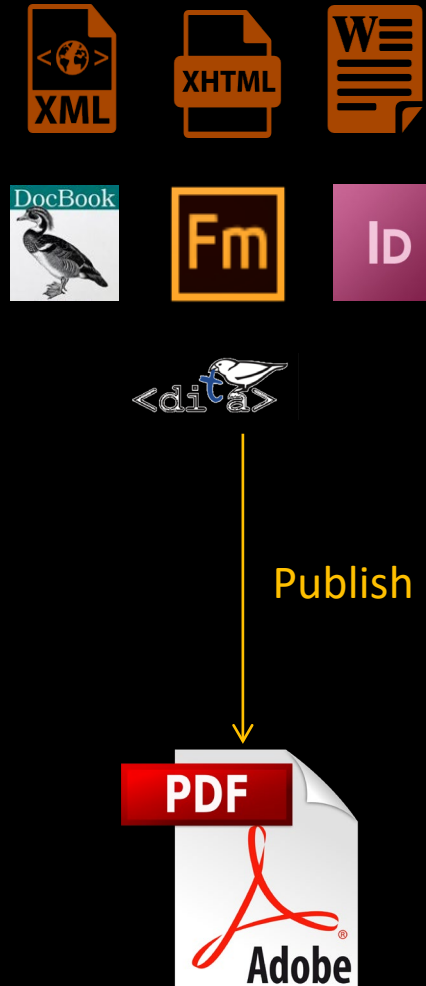 < >
XML
XHTML
W
DocBook
Fm
ID
<dita>
Publish
PDF
®
Adobe